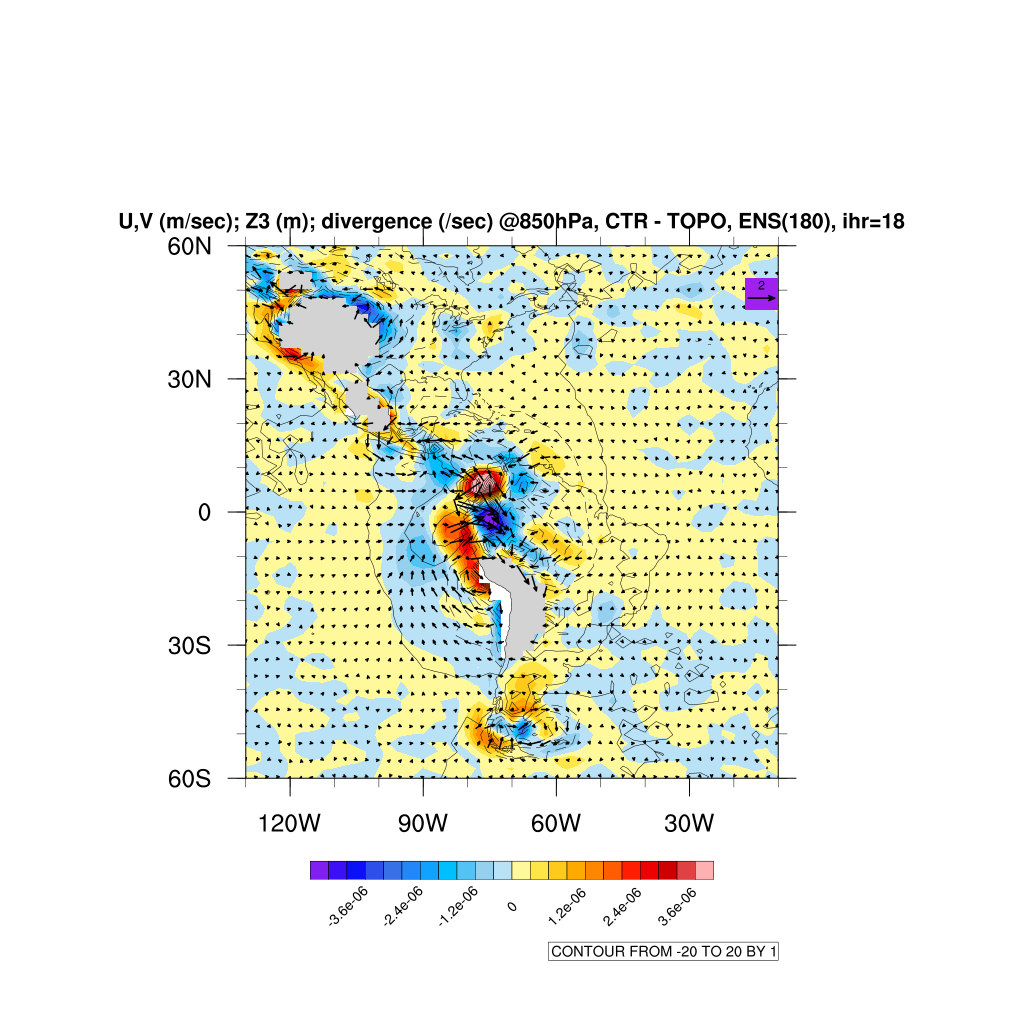 U,V (m/sec); Z3 (m); divergence (/sec) @850hPa, CTR - TOPO, ENS(180), ihr=18
60N
2
30N
0
30S
60S
120W 90W 60W 30W
-3.6e-06 -2.4e-06 -1.2e-06 0 1.2e-06 2.4e-06 3.6e-06
CONTOUR FROM -20 TO 20 BY 1